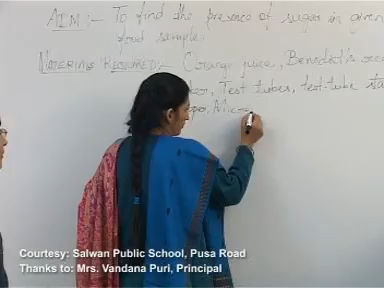 AIM:- To find the presence of sugar in given
food sample.
MATERIALS REQUIRED:- Orange juice, Benedict's
Test tubes, test-tube
Courtesy: Salwan Public School, Pusa Road
Thanks to: Mrs. Vandana Puri, Principal